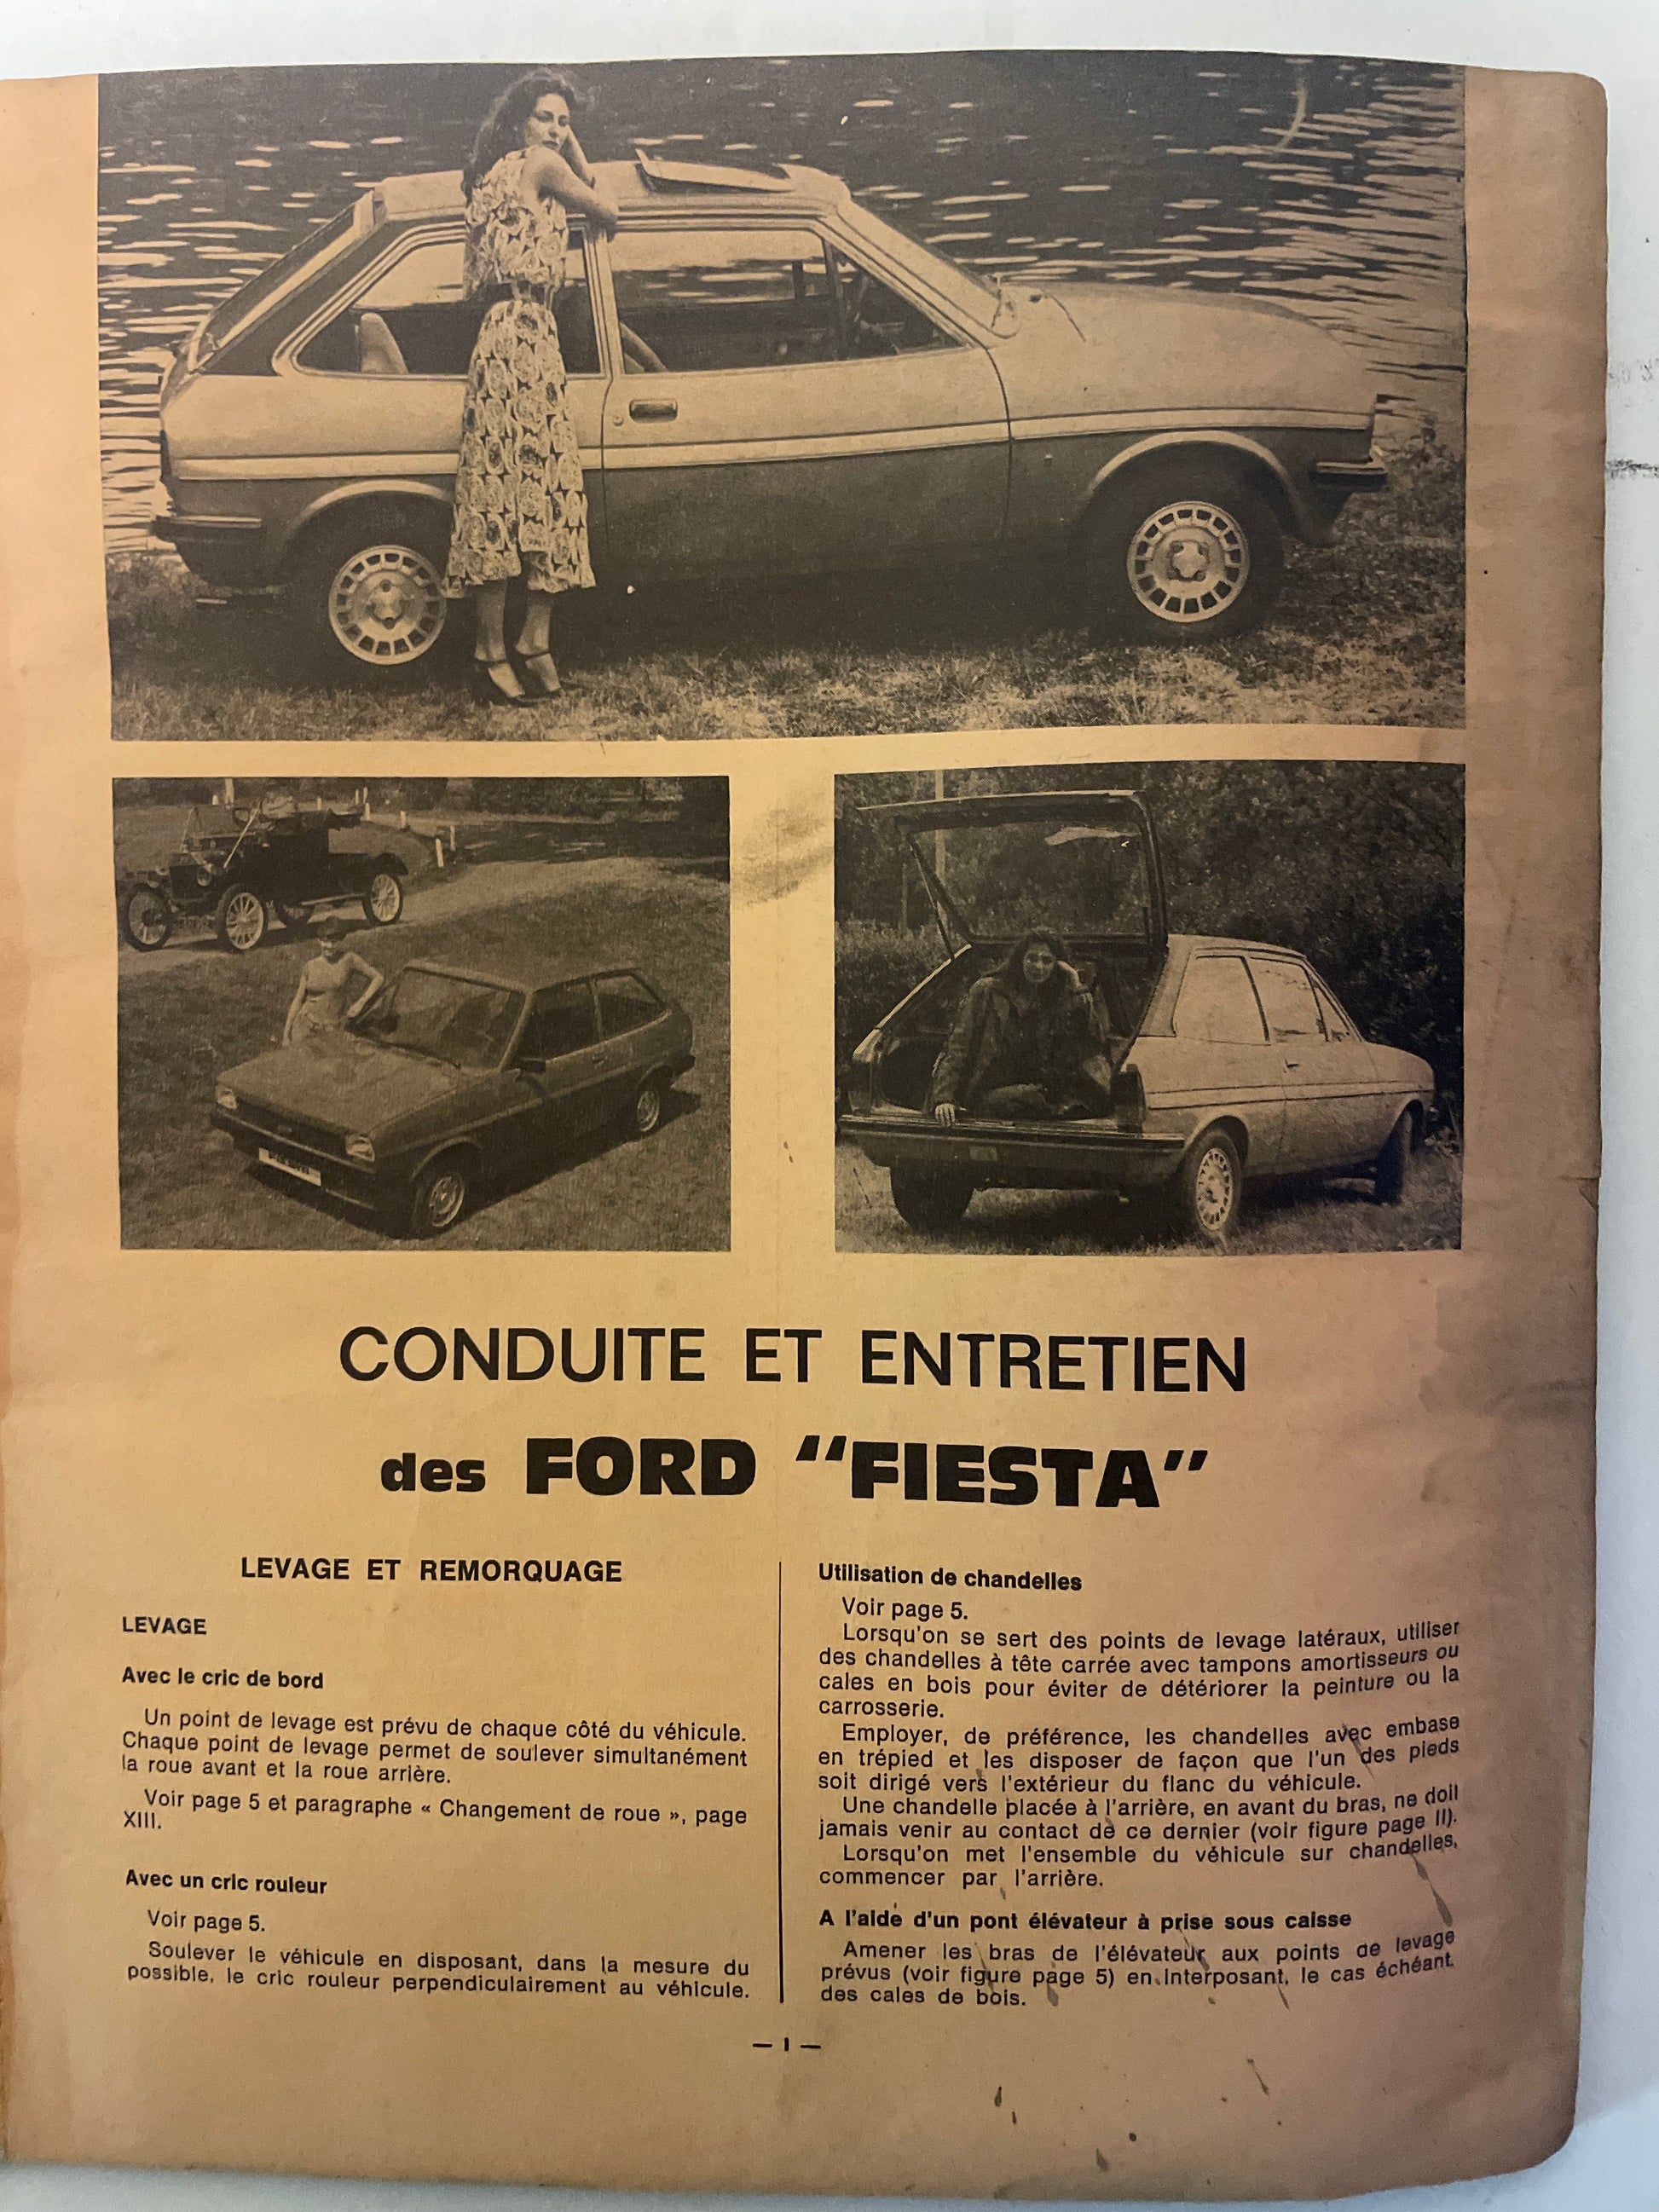 CONDUITE ET ENTRETIEN
des FORD "FIESTA"
LEVAGE ET REMORQUAGE
LEVAGE
Avec le cric de bord
Un point de levage est prévu de chaque côté du véhicule.
Chaque point de levage permet de soulever simultanément
la roue avant et la roue arrière.
Voir page 5 et paragraphe « Changement de roue », page
XIII.
Avec un cric rouleur
Voir page 5.
Soulever le véhicule en disposant, dans la mesure du
possible, le cric rouleur perpendiculairement au véhicule.
Utilisation de chandelles
Voir page 5.
Lorsqu'on se sert des points de levage latéraux, utiliser
des chandelles à tête carrée avec tampons amortisseurs ou
cales en bois pour éviter de détériorer la peinture ou la
carrosserie.
Employer, de préférence, les chandelles avec embase
en trépied et les disposer de façon que l'un des pieds
soit dirigé vers l'extérieur du flanc du véhicule.
Une chandelle placée à l'arrière, en avant du bras, ne doit
jamais venir au contact de ce dernier (voir figure page II).
Lorsqu'on met l'ensemble du véhicule sur chandelles,
commencer par l'arrière.
A l'aide d'un pont élévateur à prise sous caisse
Amener les bras de l'élévateur aux points de levage
prévus (voir figure page 5) en interposant, le cas échéant
des cales de bois.
— I —